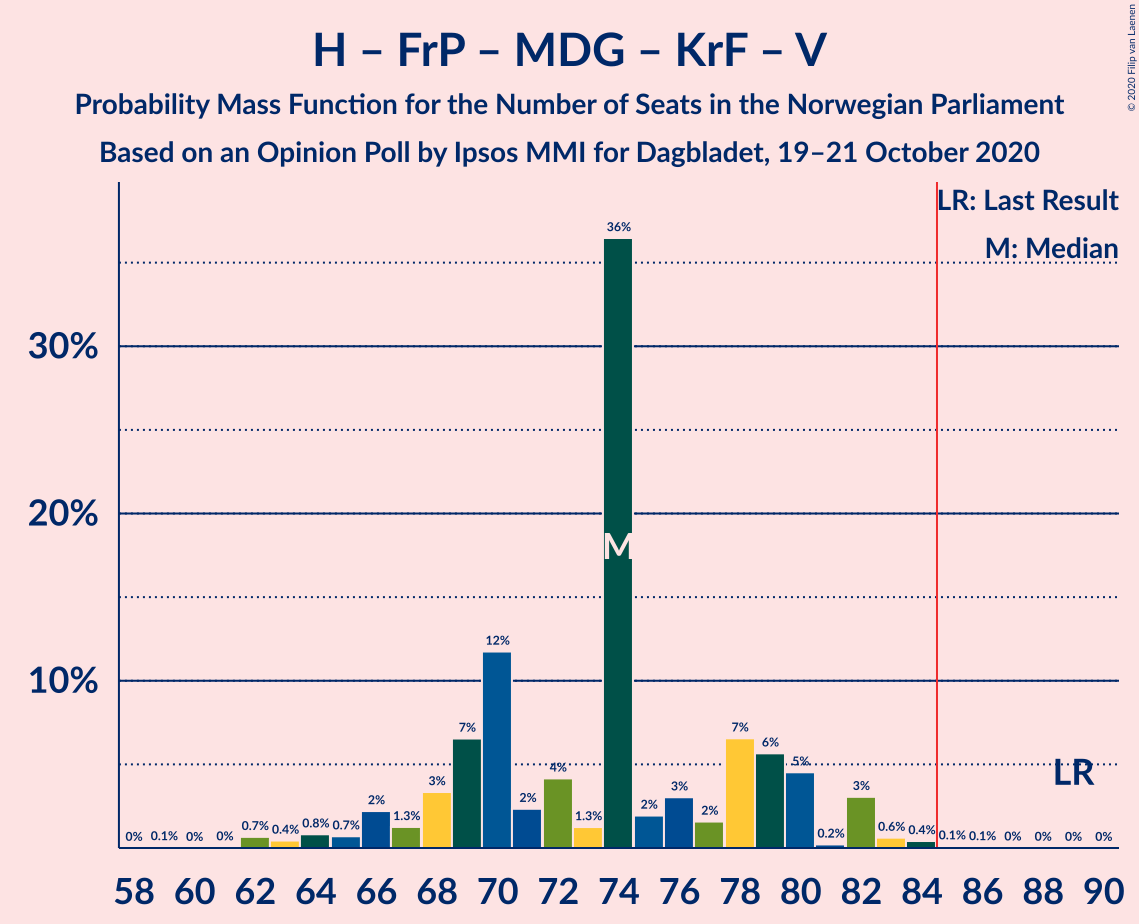 H – FrP – MDG – KrF – V
Probability Mass Function for the Number of Seats in the Norwegian Parliament
Based on an Opinion Poll by Ipsos MMI for Dagbladet, 19–21 October 2020
© 2020 Filip van Laenen
LR: Last Result
M: Median
30%
20%
10%
0% 0.1% 0% 0% 0.7% 0.4% 0.8% 0.7% 2% 1.3% 3% 7% 12% 2% 4% 1.3% 36% 2% 3% 2% 7% 6% 5% 0.2% 3% 0.6% 0.4% 0.1% 0.1% 0% 0% 0% 0%
M
LR
58 60 62 64 66 68 70 72 74 76 78 80 82 84 86 88 90